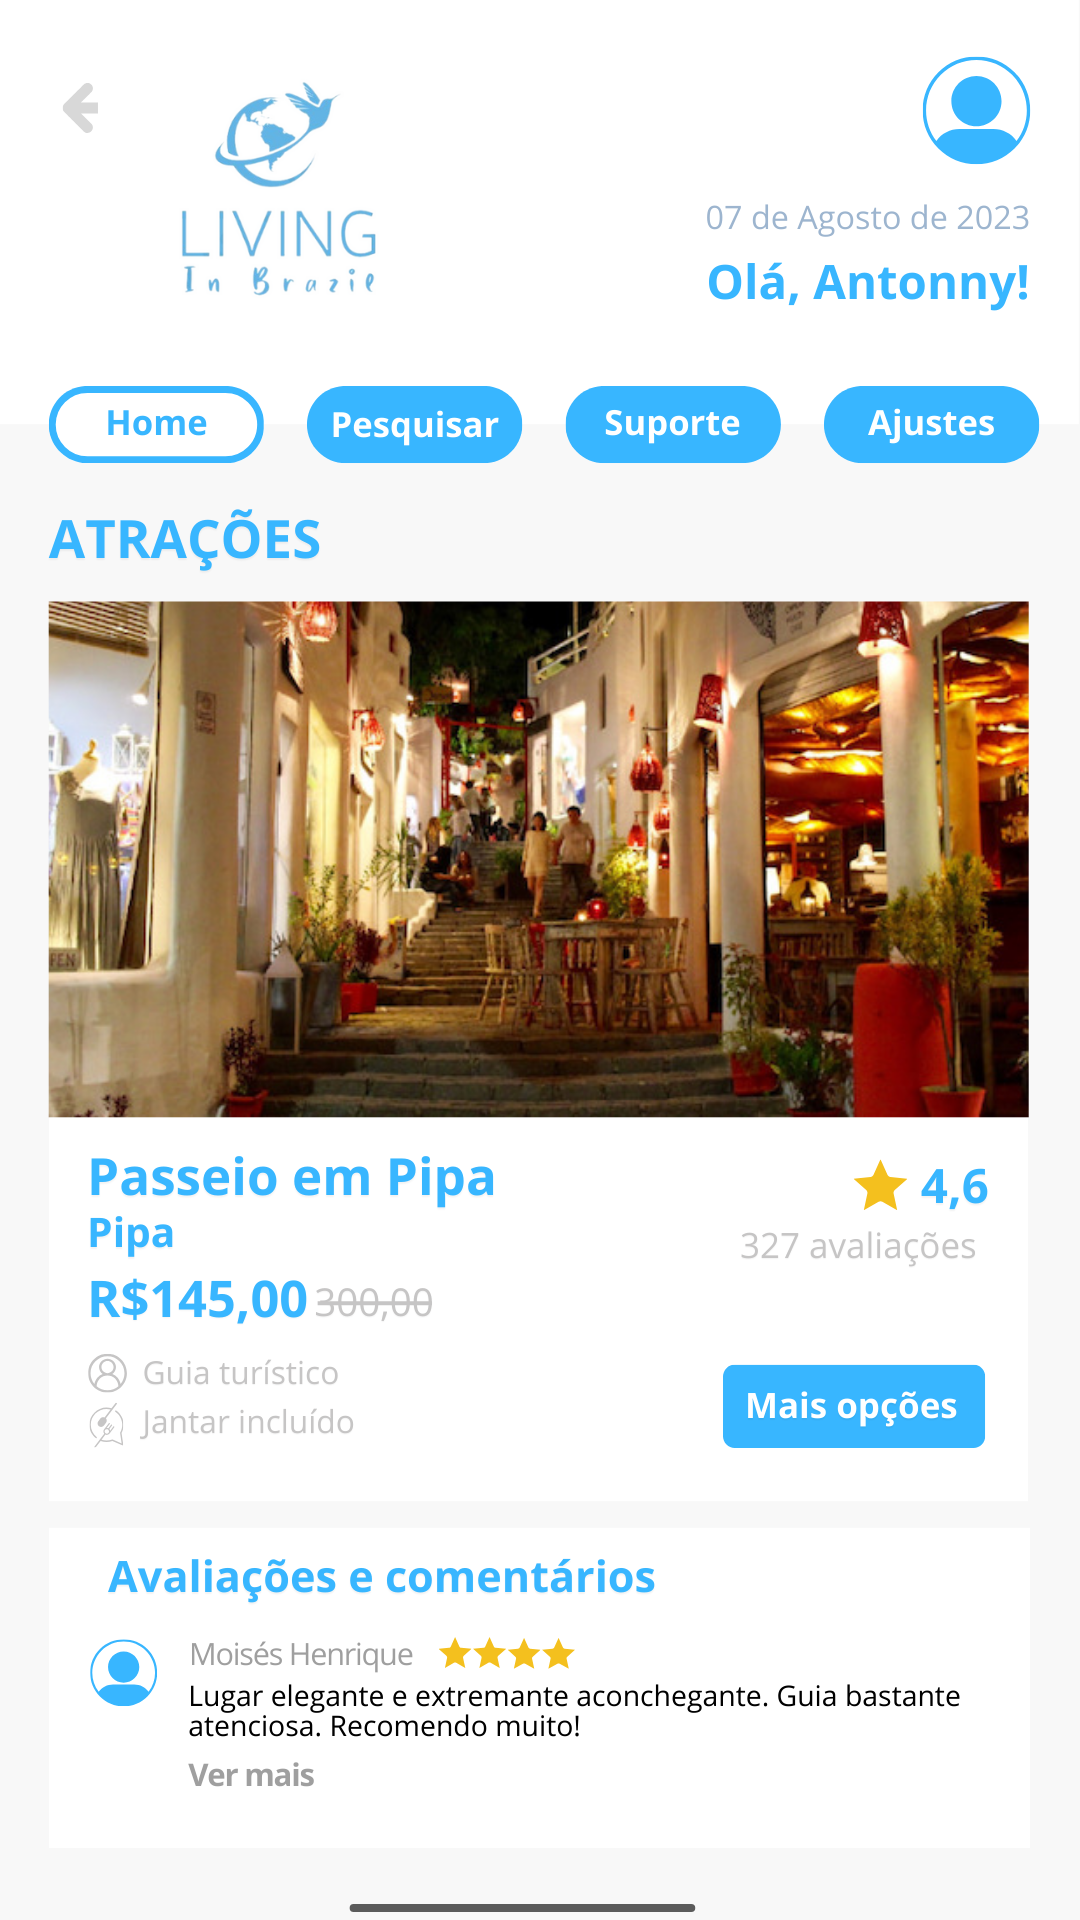 LIVING
In Brazil
07 de Agosto de 2023
Olá, Antonny!
Home
Pesquisar
Suporte
Ajustes
ATRAÇÕES
Passeio em Pipa
4,6
Pipa
327 avaliações
R$145,00 300,00
Guia turístico
Jantar incluído
Mais opções
Avaliações e comentários
Moisés Henrique
Lugar elegante e extremante aconchegante. Guia bastante
atenciosa. Recomendo muito!
Ver mais